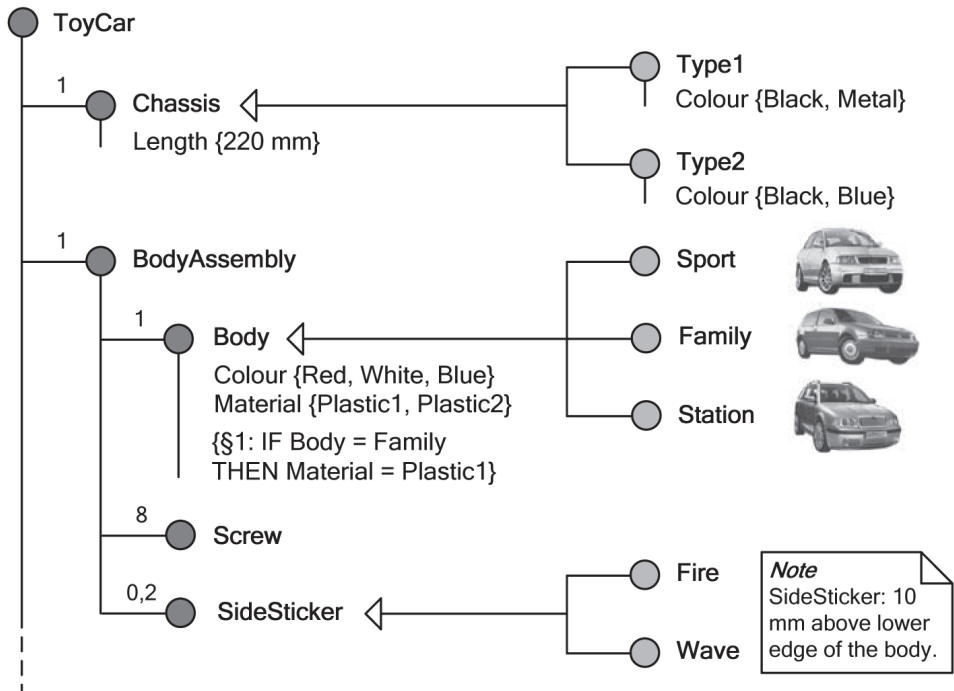 ToyCar
1
Chassis
Length {220 mm}
Type1
Colour {Black, Metal}
Type2
Colour {Black, Blue}
1
BodyAssembly
1
Body
Colour {Red, White, Blue}
Material {Plastic1, Plastic2}
{§1: IF Body = Family
THEN Material = Plastic1}
Sport
Family
Station
8
Screw
0,2
SideSticker
Fire
Wave
Note
SideSticker: 10
mm above lower
edge of the body.